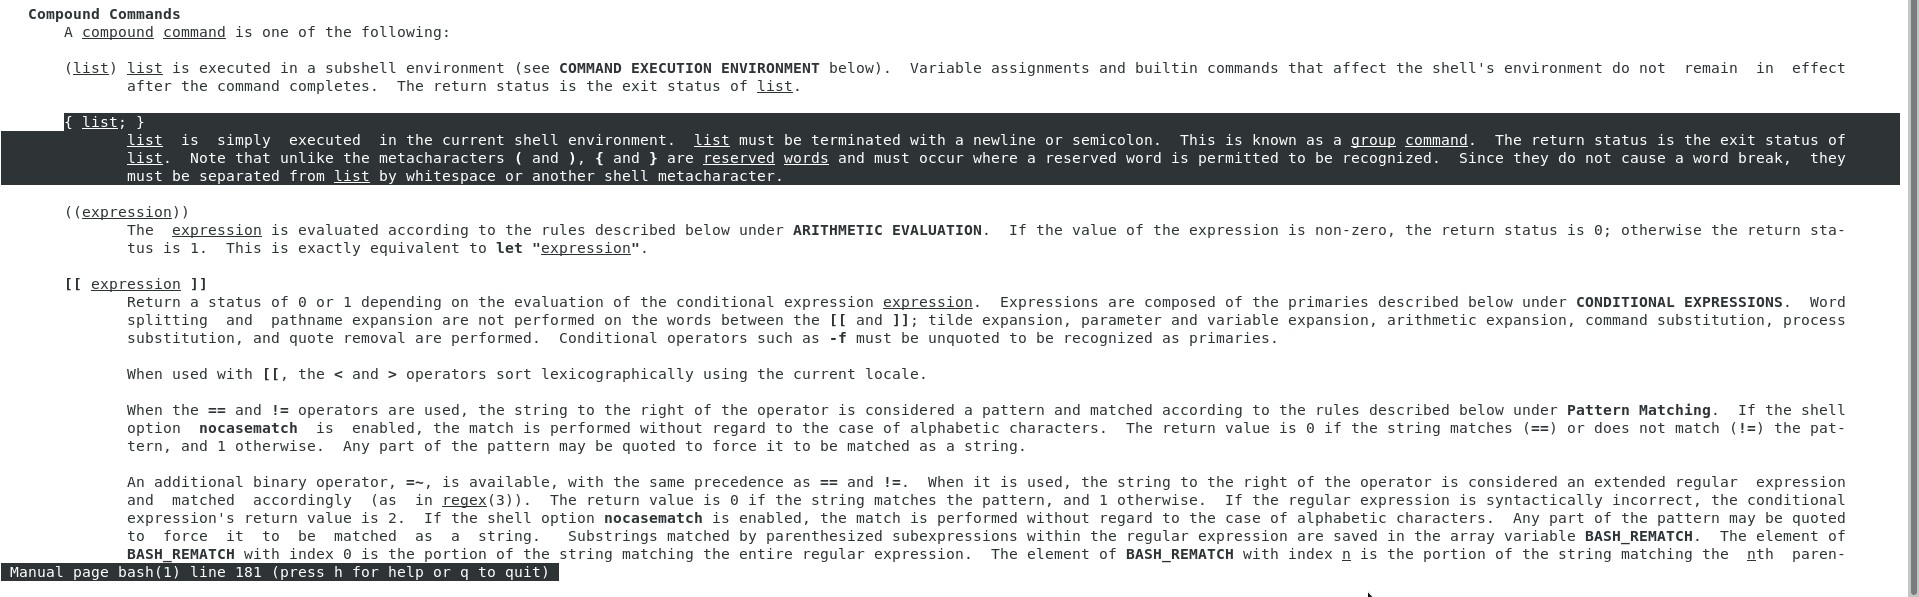 Compound Commands
A compound command is one of the following:
(list) list is executed in a subshell environment (see COMMAND EXECUTION ENVIRONMENT below).  Variable assignments and builtin commands that affect the shell's environment do not  remain  in  effect
after the command completes.  The return status is the exit status of list.
{ list; }
list  is  simply  executed  in the current shell environment.  list must be terminated with a newline or semicolon.  This is known as a group command.  The return status is the exit status of
list.  Note that unlike the metacharacters ( and ), { and } are reserved words and must occur where a reserved word is permitted to be recognized.  Since they do not cause a word break,  they
must be separated from list by whitespace or another shell metacharacter.
((expression))
The  expression is evaluated according to the rules described below under ARITHMETIC EVALUATION.  If the value of the expression is non-zero, the return status is 0; otherwise the return sta-
tus is 1.  This is exactly equivalent to let "expression".
[[ expression ]]
Return a status of 0 or 1 depending on the evaluation of the conditional expression expression.  Expressions are composed of the primaries described below under CONDITIONAL EXPRESSIONS.  Word
splitting  and  pathname expansion are not performed on the words between the [[ and ]]; tilde expansion, parameter and variable expansion, arithmetic expansion, command substitution, process
substitution, and quote removal are performed.  Conditional operators such as -f must be unquoted to be recognized as primaries.
When used with [[, the < and > operators sort lexicographically using the current locale.
When the == and != operators are used, the string to the right of the operator is considered a pattern and matched according to the rules described below under Pattern Matching.  If the shell
option  nocasematch  is  enabled, the match is performed without regard to the case of alphabetic characters.  The return value is 0 if the string matches (==) or does not match (!=) the pat-
tern, and 1 otherwise.  Any part of the pattern may be quoted to force it to be matched as a string.
An additional binary operator, =~, is available, with the same precedence as == and !=.  When it is used, the string to the right of the operator is considered an extended regular  expression
and  matched  accordingly  (as  in regex(3)).  The return value is 0 if the string matches the pattern, and 1 otherwise.  If the regular expression is syntactically incorrect, the conditional
expression's return value is 2.  If the shell option nocasematch is enabled, the match is performed without regard to the case of alphabetic characters.  Any part of the pattern may be quoted
to  force  it  to  be  matched  as  a  string.   Substrings matched by parenthesized subexpressions within the regular expression are saved in the array variable BASH_REMATCH.  The element of
BASH_REMATCH with index 0 is the portion of the string matching the entire regular expression.  The element of BASH_REMATCH with index n is the portion of the string matching the  nth  paren-
Manual page bash(1) line 181 (press h for help or q to quit)